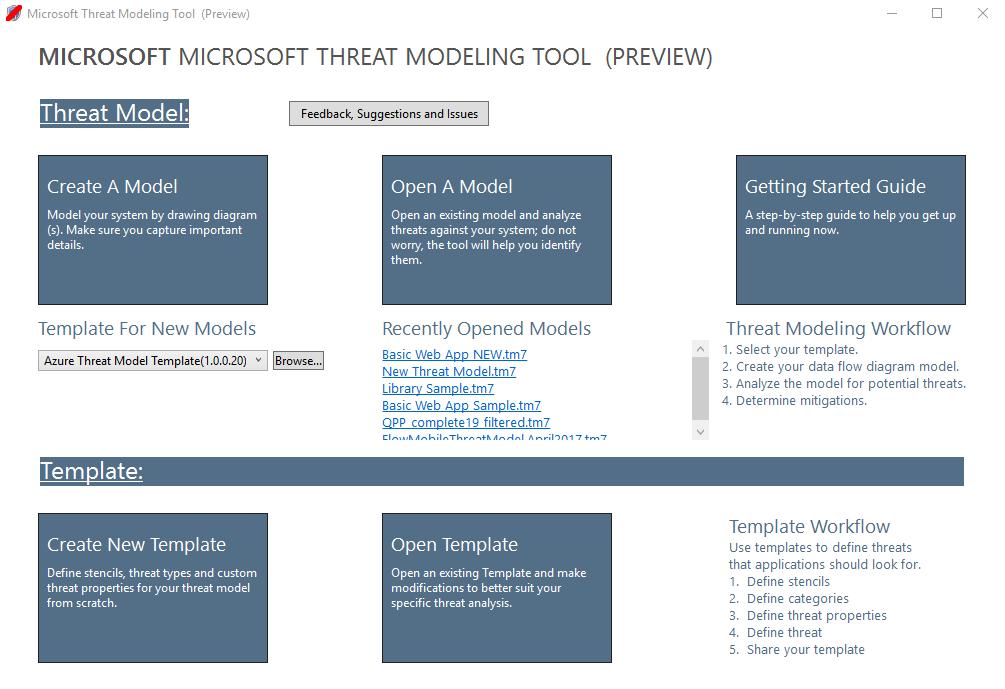 Microsoft Threat Modeling Tool  (Preview)
MICROSOFT MICROSOFT THREAT MODELING TOOL  (PREVIEW)
Threat Model:
Feedback, Suggestions and Issues
Create A Model
Model your system by drawing diagram
(s). Make sure you capture important
details.
Open A Model
Open an existing model and analyze
threats against your system; do not
worry, the tool will help you identify
them.
Getting Started Guide
A step-by-step guide to help you get up
and running now.
Template For New Models
Azure Threat Model Template(1.0.0.20)
Browse...
Recently Opened Models
Basic Web App NEW.tm7
New Threat Model.tm7
Library Sample.tm7
Basic Web App Sample.tm7
QPP_complete19_filtered.tm7
FlowMobileThreatModel April2017.tm7
Threat Modeling Workflow
1. Select your template.
2. Create your data flow diagram model.
3. Analyze the model for potential threats.
4. Determine mitigations.
Template:
Create New Template
Define stencils, threat types and custom
threat properties for your threat model
from scratch.
Open Template
Open an existing Template and make
modifications to better suit your
specific threat analysis.
Template Workflow
Use templates to define threats
that applications should look for.
1. Define stencils
2. Define categories
3. Define threat properties
4. Define threat
5. Share your template